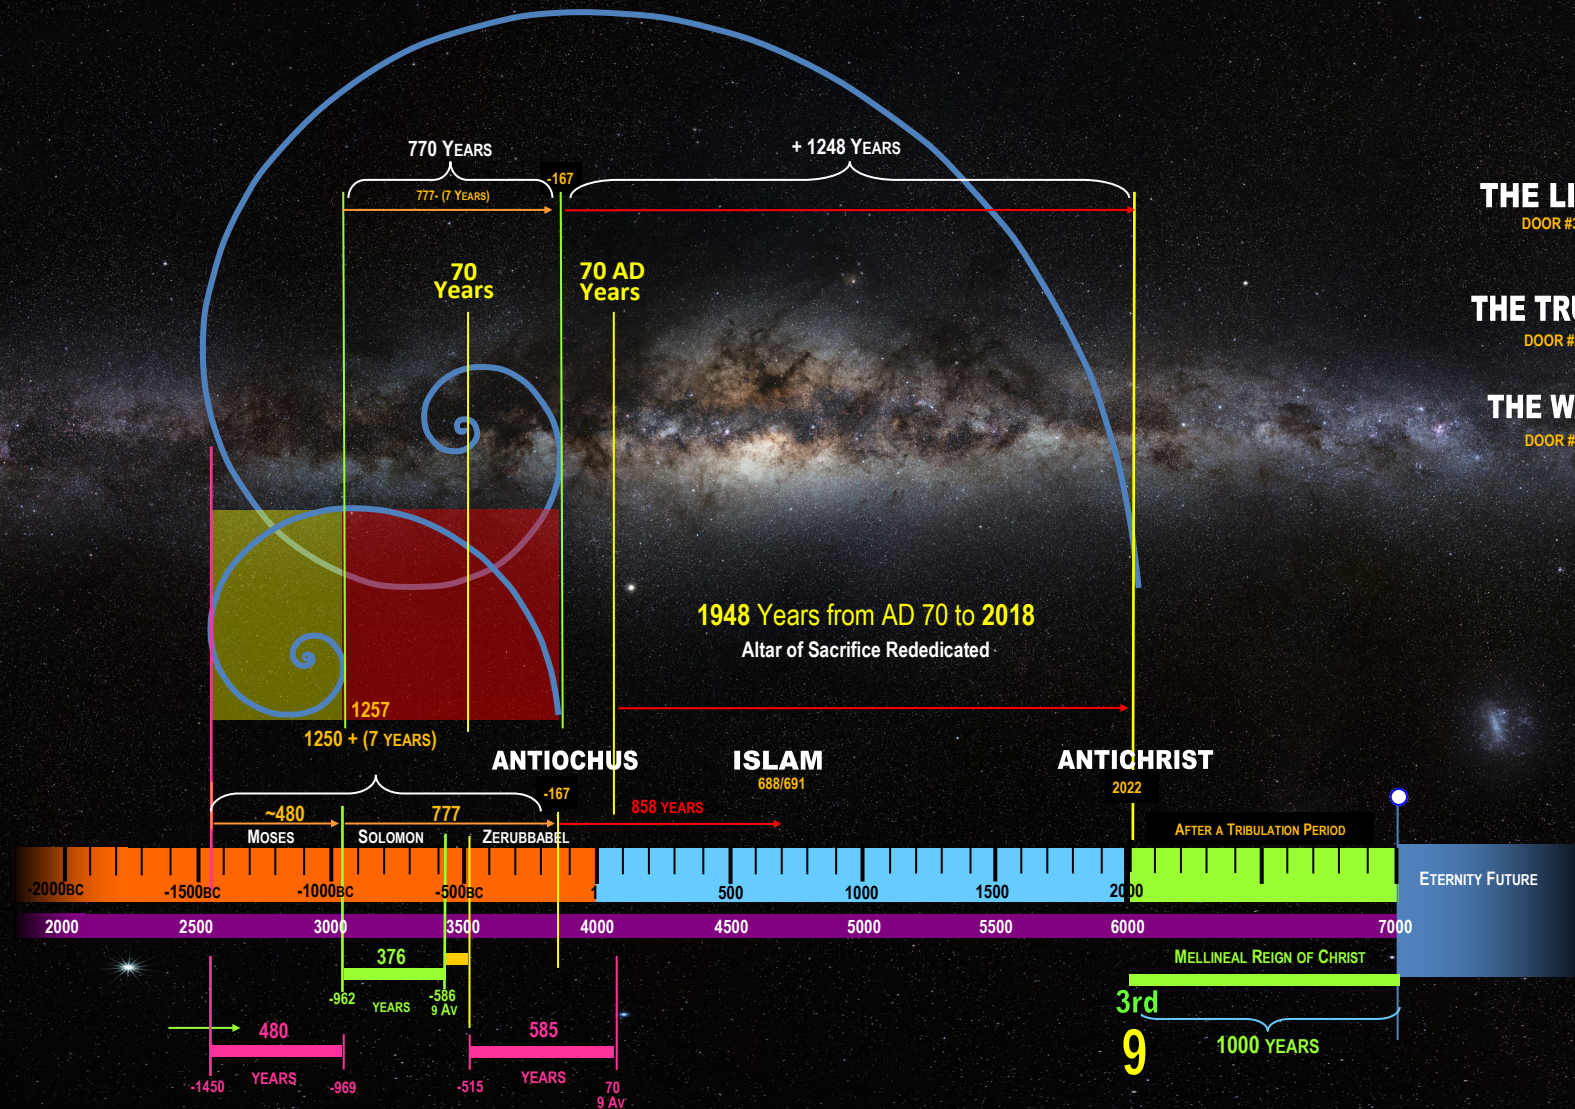 770 YEARS
777- (7 YEARS)
-167
+ 1248 YEARS
THE LI
DOOR #3
70
Years
70 AD
Years
THE TRU
DOOR #
THE W
DOOR #
1948 Years from AD 70 to 2018
Altar of Sacrifice Rededicated
1257
1250 + (7 YEARS)
ANTIOCHUS
-167
ISLAM
688/691
ANTICHRIST
2022
~480
777
858 YEARS
MOSES
SOLOMON
ZERUBBABEL
AFTER A TRIBULATION PERIOD
-2000BC
-1500BC
-1000BC
-500BC
1
500
1000
1500
2000
ETERNITY FUTURE
2000
2500
3000
3500
4000
4500
5000
5500
6000
7000
376
YEARS
-962
-586
9 AV
MELLINEAL REIGN OF CHRIST
3rd
9
1000 YEARS
480
YEARS
-1450
-969
585
YEARS
-515
70
9 AV